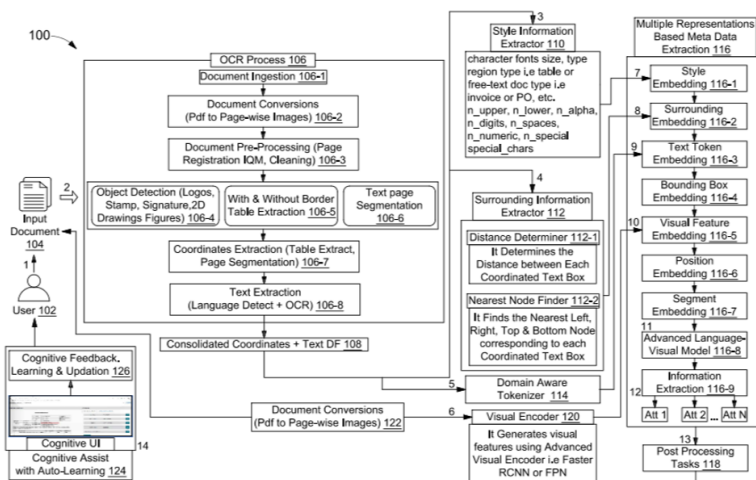 100
OCR Process 106
Document Ingestion 106-1
Document Conversions
(Pdf to Page-wise Images) 106-2
Document Pre-Processing (Page
Registration IQM, Cleaning) 106-3
Object Detection (Logos,
Stamp, Signature,2D
Drawings Figures) 106-4
With & Without Border
Table Extraction 106-5
Text page
Segmentation
106-6
Coordinates Extraction (Table Extract,
Page Segmentation) 106-7
Text Extraction
(Language Detect + OCR) 106-8
Consolidated Coordinates + Text DF 108
2
Input
Document
104
1
User 102
Cognitive Feedback,
Learning & Updation 126
Cognitive UI
Cognitive Assist
with Auto-Learning 124
14
Document Conversions
(Pdf to Page-wise Images) 122
3
Style Information
Extractor 110
character fonts size, type
region type i.e table or
free-text doc type i.e
invoice or PO, etc.
n_upper, n_lower, n_alpha,
n_digits, n_spaces,
n_numeric, n_special
special_chars
4
Surrounding Information
Extractor 112
Distance Determiner 112-1
It Determines the
Distance between Each
Coordinated Text Box
Nearest Node Finder 112-2
It Finds the Nearest Left,
Right, Top & Bottom Node
corresponding to each
Coordinated Text Box
5
Domain Aware
Tokenizer 114
6
Visual Encoder 120
It Generates visual
features using Advanced
Visual Encoder i.e Faster
RCNN or FPN
Multiple Representations
Based Meta Data
Extraction 116
7
Style
Embedding 116-1
8
Surrounding
Embedding 116-2
9
Text Token
Embedding 116-3
Bounding Box
Embedding 116-4
10
Visual Feature
Embedding 116-5
Position
Embedding 116-6
Segment
Embedding 116-7
11
Advanced Language-
Visual Model 116-8
Information
Extraction 116-9
12
Att 1
Att 2
...
Att N
13
Post Processing
Tasks 118